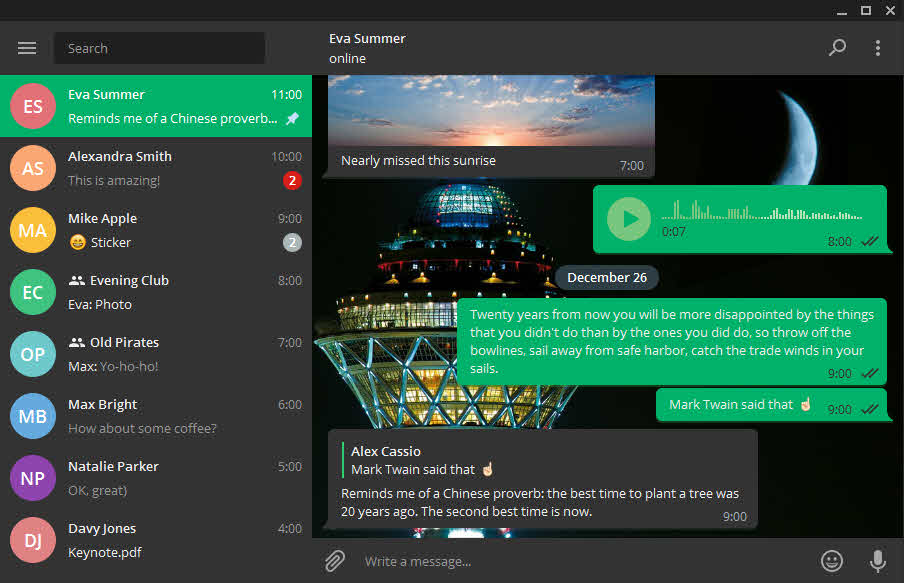 Search
Eva Summer
online
ES
Eva Summer
11:00
Reminds me of a Chinese proverb...
AS
Alexandra Smith
10:00
This is amazing!
2
MA
Mike Apple
9:00
😄 Sticker
2
EC
Evening Club
8:00
Eva: Photo
OP
Old Pirates
7:00
Max: Yo-ho-ho!
MB
Max Bright
6:00
How about some coffee?
NP
Natalie Parker
5:00
OK, great)
DJ
Davy Jones
4:00
Keynote.pdf
Nearly missed this sunrise
7:00
0:07
8:00
December 26
Twenty years from now you will be more disappointed by the things
that you didn't do than by the ones you did do, so throw off the
bowlines, sail away from safe harbor, catch the trade winds in your
sails.
9:00
Mark Twain said that ☝🏻
9:00
Alex Cassio
Mark Twain said that ☝🏻
Reminds me of a Chinese proverb: the best time to plant a tree was
20 years ago. The second best time is now.
9:00
Write a message...